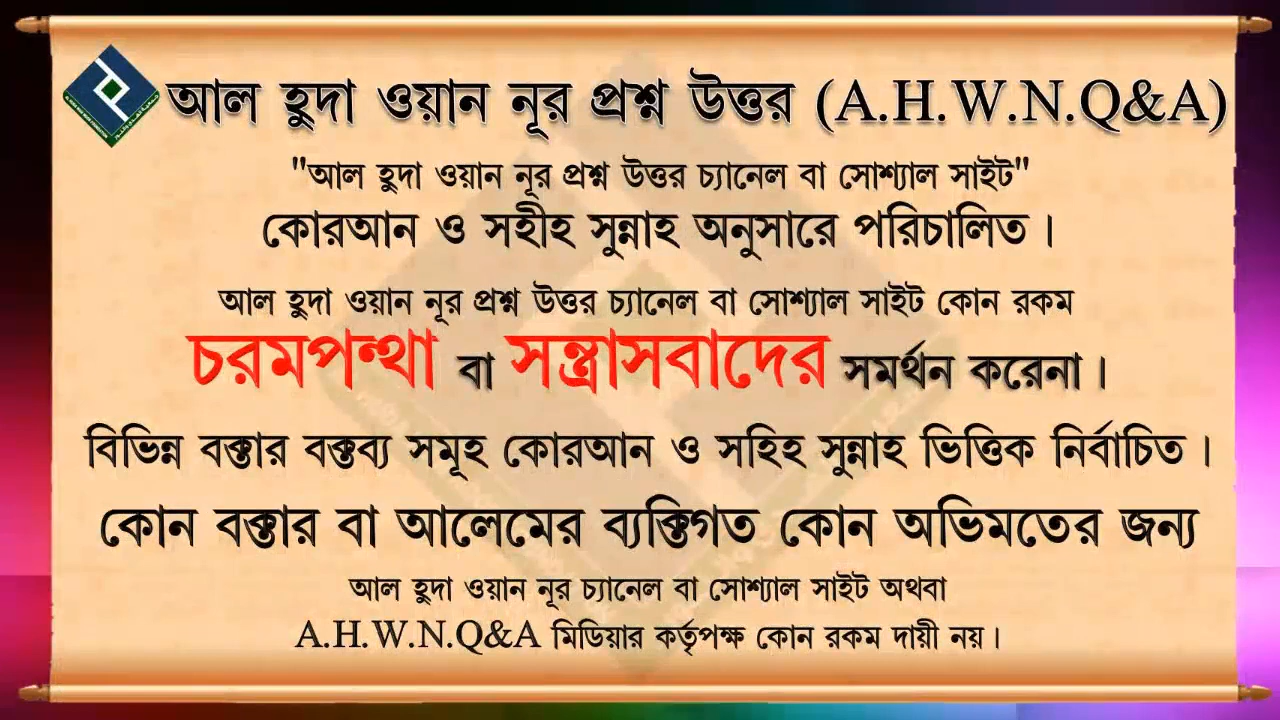 আল হুদা ওয়ান নূর প্রশ্ন উত্তর (A.H.W.N.Q&A)
"আল হুদা ওয়ান নূর প্রশ্ন উত্তর চ্যানেল বা সোশ্যাল সাইট"
কোরআন ও সহীহ সুন্নাহ অনুসারে পরিচালিত।
আল হুদা ওয়ান নূর প্রশ্ন উত্তর চ্যানেল বা সোশ্যাল সাইট কোন রকম
চরমপন্থা বা সন্ত্রাসবাদের সমর্থন করেনা।
বিভিন্ন বক্তার বক্তব্য সমূহ কোরআন ও সহিহ সুন্নাহ ভিত্তিক নির্বাচিত।
কোন বক্তার বা আলেমের ব্যক্তিগত কোন অভিমতের জন্য
আল হুদা ওয়ান নূর চ্যানেল বা সোশ্যাল সাইট অথবা
A.H.W.N.Q&A মিডিয়ার কর্তৃপক্ষ কোন রকম দায়ী নয়।